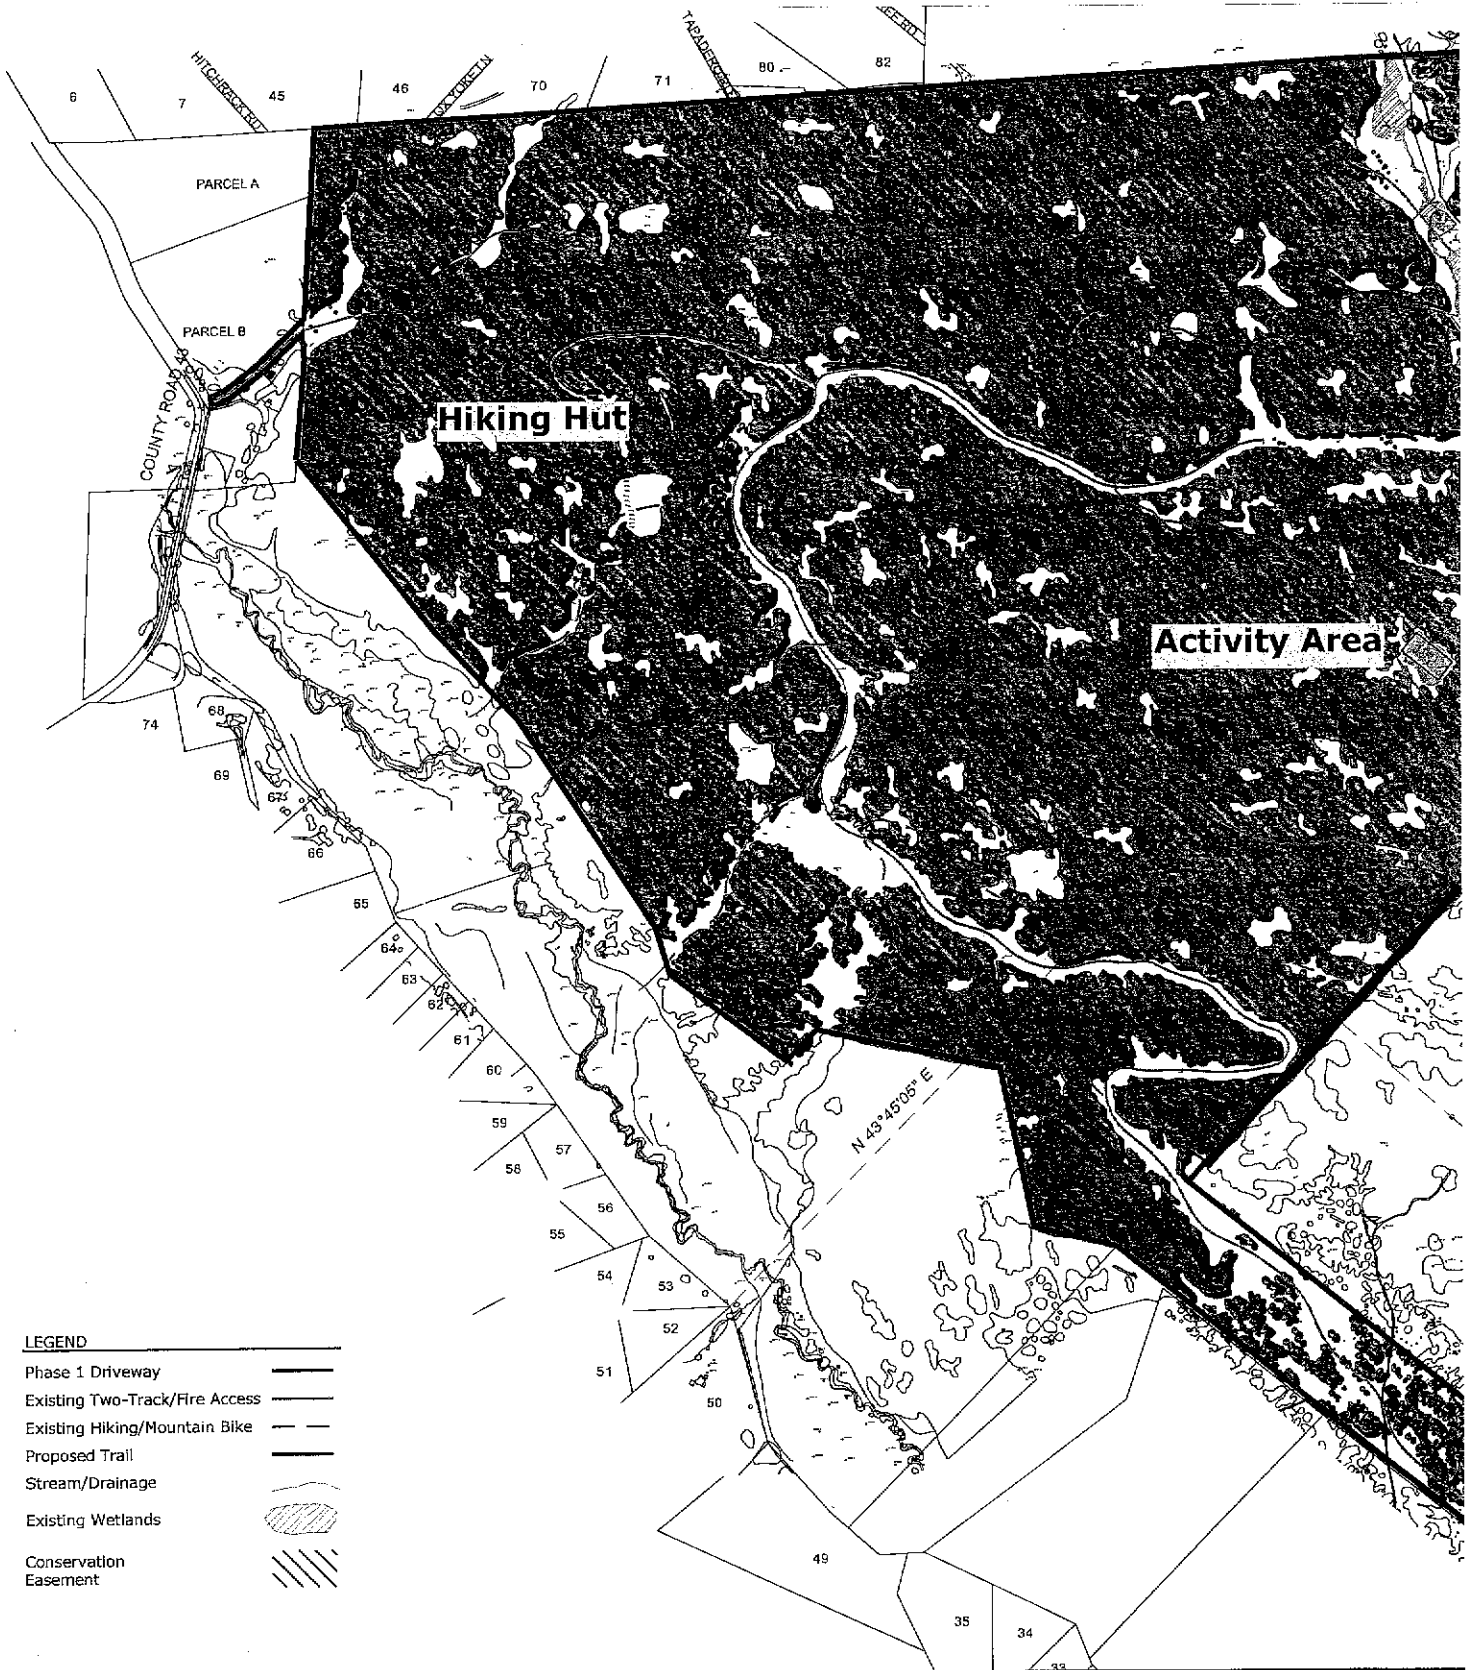 HITCHRACK RD
TAPADERO
80
82
6
7
45
46
70
71
PARCEL A
PARCEL B
COUNTY ROAD 43
Hiking Hut
Activity Area
74
68
69
67
66
65
64
63
62
61
60
59
58
57
56
55
54
53
52
51
50
49
35
34
33
N 43°45'05" E
LEGEND
Phase 1 Driveway
Existing Two-Track/Fire Access
Existing Hiking/Mountain Bike
Proposed Trail
Stream/Drainage
Existing Wetlands
Conservation
Easement